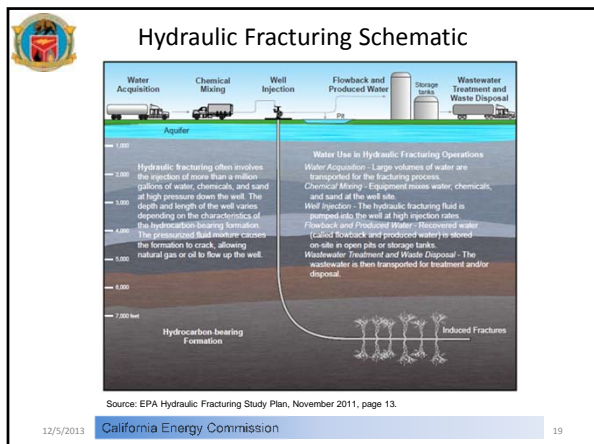 Hydraulic Fracturing Schematic
Water
Acquisition
Chemical
Mixing
Well
Injection
Flowback and
Produced Water
Storage
tanks
Wastewater
Treatment and
Waste Disposal
Pit
Aquifer
1,000
2,000
3,000
4,000
5,000
6,000
7,000 feet
Hydraulic fracturing often involves
the injection of more than a million
gallons of water, chemicals, and sand
at high pressure down the well. The
depth and length of the well varies
depending on the characteristics of
the hydrocarbon-bearing formation.
The pressurized fluid mixture causes
the formation to crack, allowing
natural gas or oil to flow up the well.
Water Use in Hydraulic Fracturing Operations
Water Acquisition - Large volumes of water are
transported for the fracturing process.
Chemical Mixing - Equipment mixes water, chemicals,
and sand at the well site.
Well Injection - The hydraulic fracturing fluid is
pumped into the well at high injection rates.
Flowback and Produced Water - Recovered water
(called flowback and produced water) is stored
on-site in open pits or storage tanks.
Wastewater Treatment and Waste Disposal - The
wastewater is then transported for treatment and/or
disposal.
Hydrocarbon-bearing
Formation
Induced Fractures
Source: EPA Hydraulic Fracturing Study Plan, November 2011, page 13.
12/5/2013
California Energy Commission
19